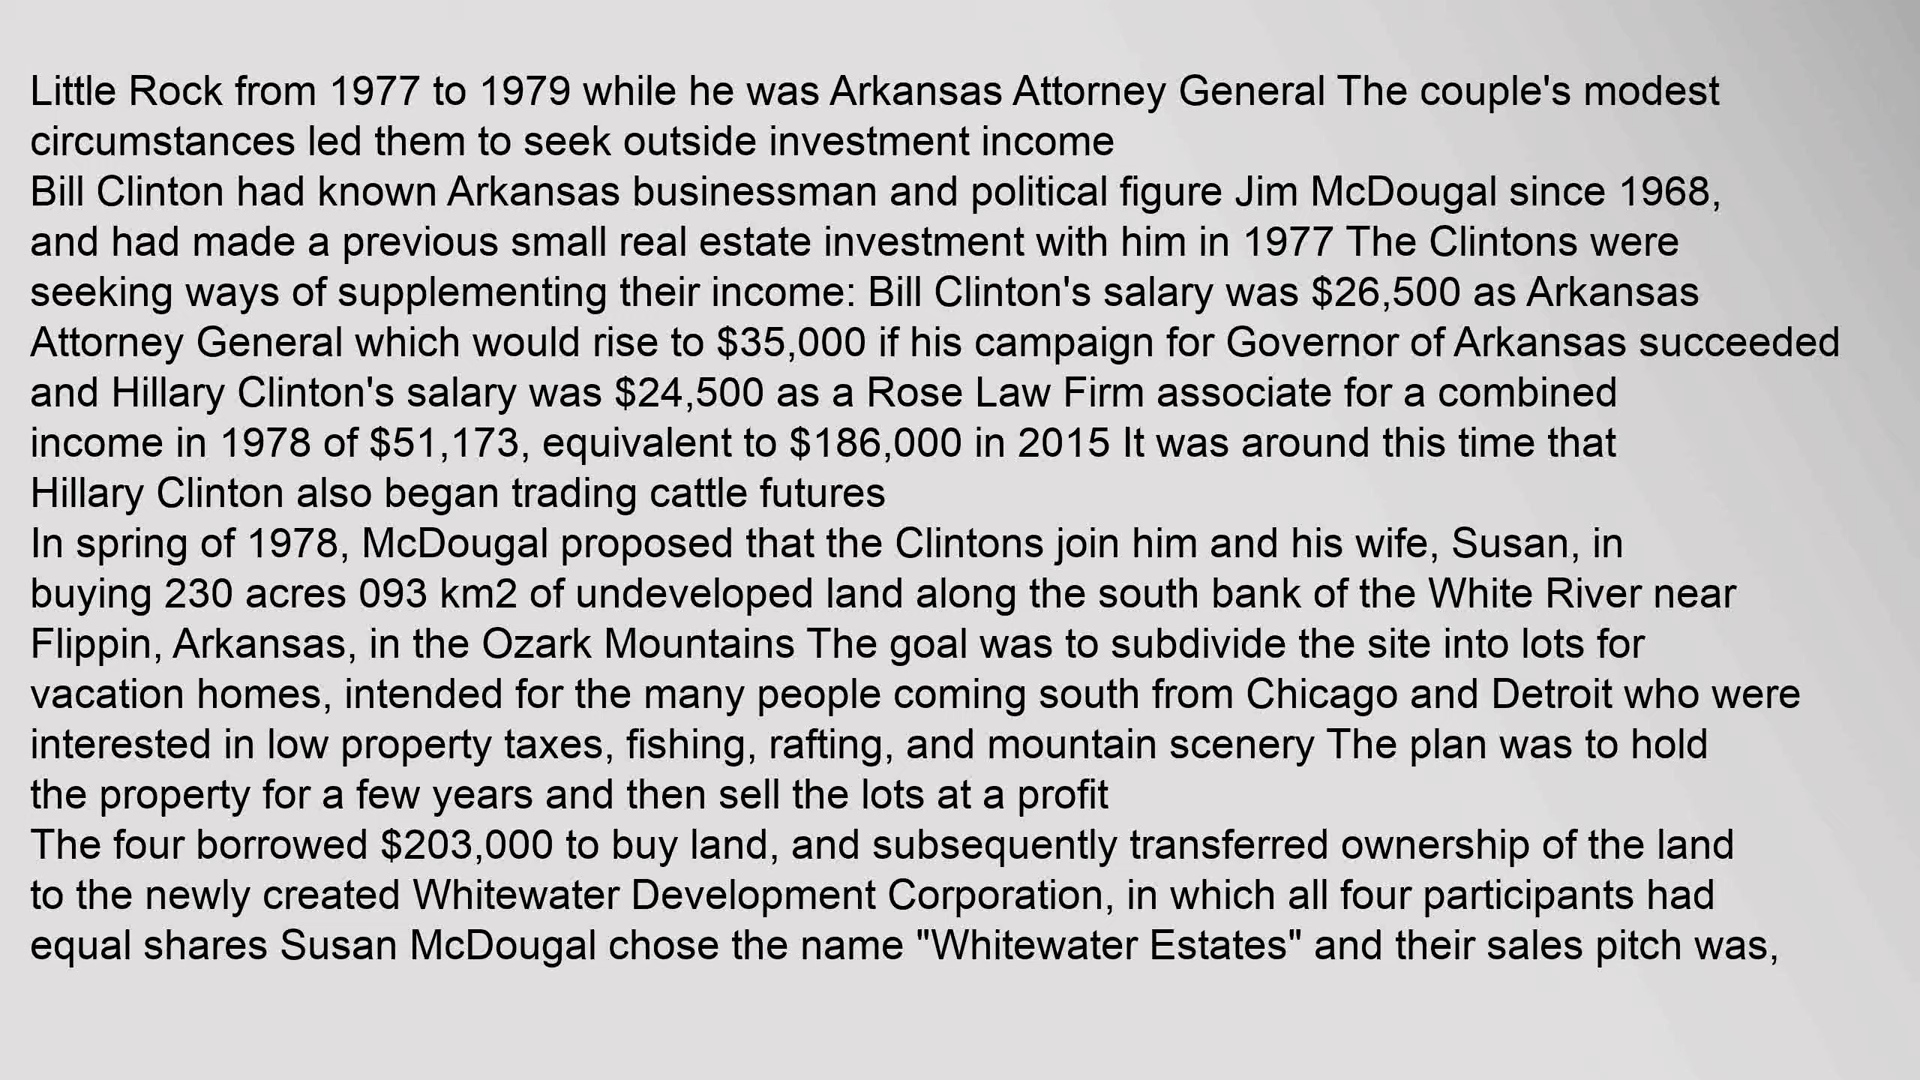 Little Rock from 1977 to 1979 while he was Arkansas Attorney General The couple's modest
circumstances led them to seek outside investment income
Bill Clinton had known Arkansas businessman and political figure Jim McDougal since 1968,
and had made a previous small real estate investment with him in 1977 The Clintons were
seeking ways of supplementing their income: Bill Clinton's salary was $26,500 as Arkansas
Attorney General which would rise to $35,000 if his campaign for Governor of Arkansas succeeded
and Hillary Clinton's salary was $24,500 as a Rose Law Firm associate for a combined
income in 1978 of $51,173, equivalent to $186,000 in 2015 It was around this time that
Hillary Clinton also began trading cattle futures
In spring of 1978, McDougal proposed that the Clintons join him and his wife, Susan, in
buying 230 acres 093 km2 of undeveloped land along the south bank of the White River near
Flippin, Arkansas, in the Ozark Mountains The goal was to subdivide the site into lots for
vacation homes, intended for the many people coming south from Chicago and Detroit who were
interested in low property taxes, fishing, rafting, and mountain scenery The plan was to hold
the property for a few years and then sell the lots at a profit
The four borrowed $203,000 to buy land, and subsequently transferred ownership of the land
to the newly created Whitewater Development Corporation, in which all four participants had
equal shares Susan McDougal chose the name "Whitewater Estates" and their sales pitch was,